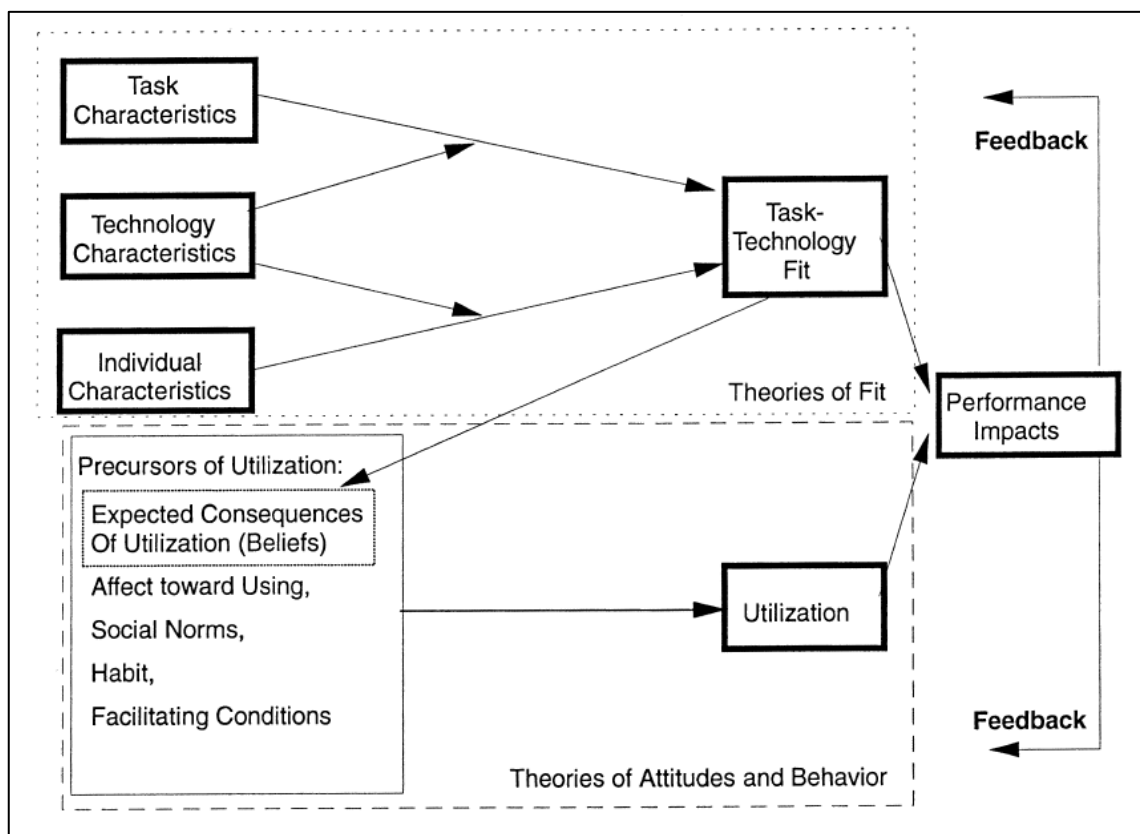 Task
Characteristics
Technology
Characteristics
Individual
Characteristics
Task-
Technology
Fit
Theories of Fit
Feedback
Performance
Impacts
Precursors of Utilization:
Expected Consequences
Of Utilization (Beliefs)
Affect toward Using,
Social Norms,
Habit,
Facilitating Conditions
Utilization
Theories of Attitudes and Behavior
Feedback